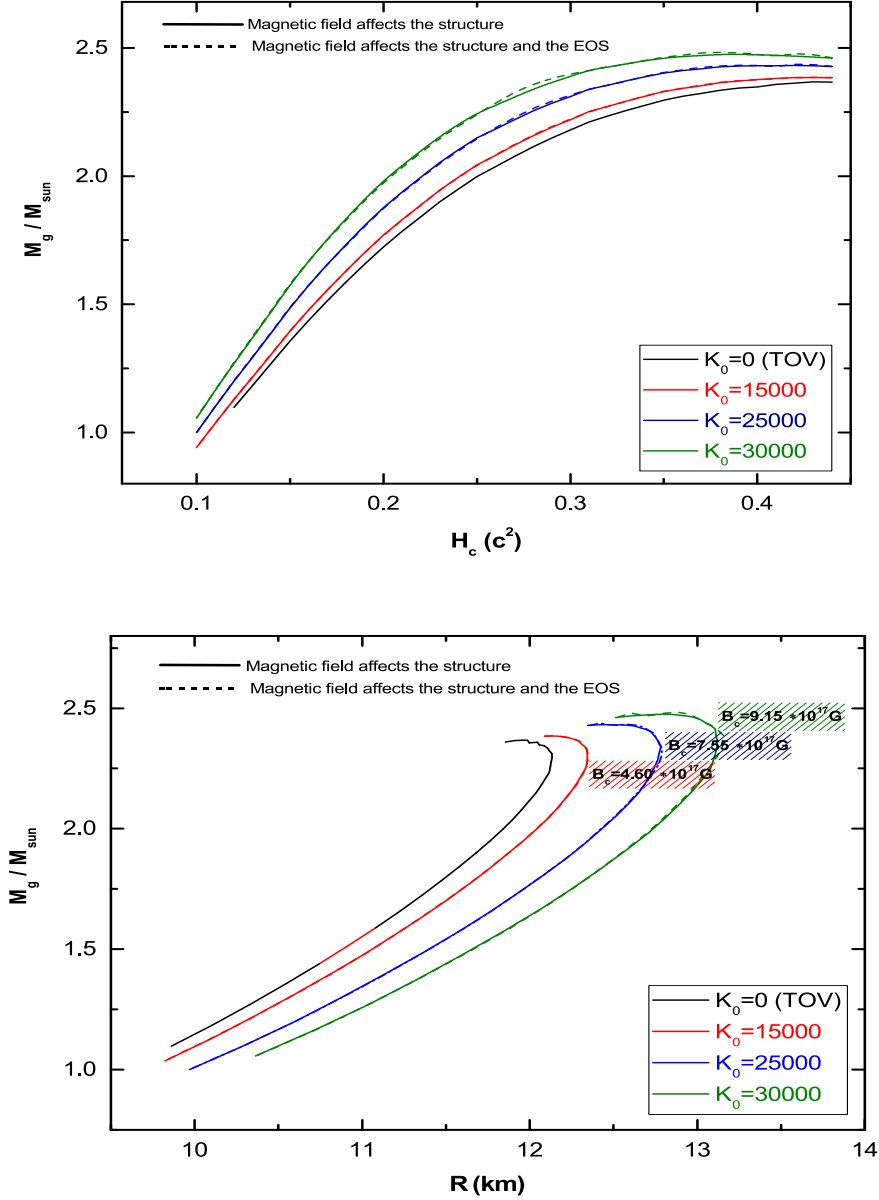 Magnetic field affects the structure
Magnetic field affects the structure and the EOS
2.5
2.0
1.5
1.0
M_g / M_sun
K_0=0 (TOV)
K_0=15000
K_0=25000
K_0=30000
0.1 0.2 0.3 0.4
H_c (c^2)
Magnetic field affects the structure
Magnetic field affects the structure and the EOS
2.5
2.0
1.5
1.0
M_g / M_sun
B_c=9.15 *10^17G
B_c=7.55 *10^17G
B_c=4.60 *10^17G
K_0=0 (TOV)
K_0=15000
K_0=25000
K_0=30000
10 11 12 13 14
R (km)